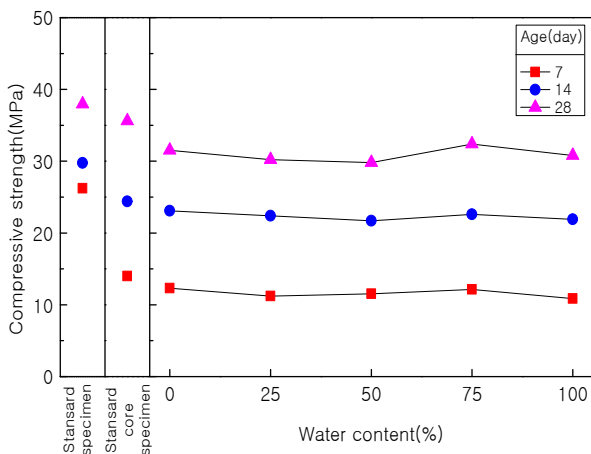 Compressive strength(MPa)
50
40
30
20
10
0
Age(day)
7
14
28
Stansard
specimen
Stansard
core
specimen
0 25 50 75 100
Water content(%)